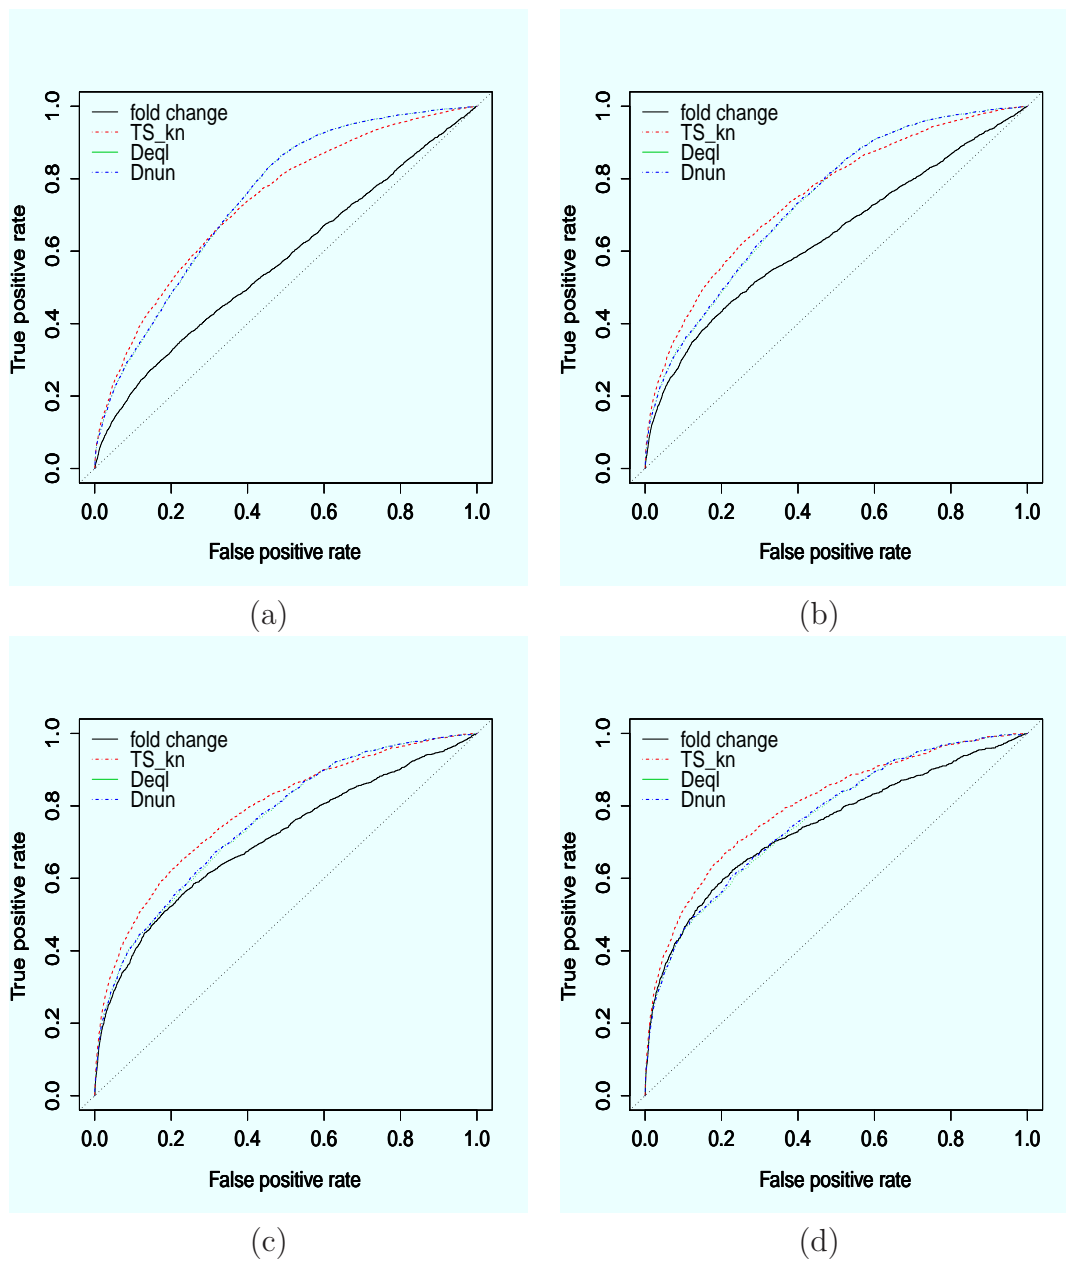 fold change
TS_kn
Deql
Dnun
True positive rate
0.0 0.2 0.4 0.6 0.8 1.0
0.0 0.2 0.4 0.6 0.8 1.0
False positive rate
(a)
fold change
TS_kn
Deql
Dnun
True positive rate
0.0 0.2 0.4 0.6 0.8 1.0
0.0 0.2 0.4 0.6 0.8 1.0
False positive rate
(b)
fold change
TS_kn
Deql
Dnun
True positive rate
0.0 0.2 0.4 0.6 0.8 1.0
0.0 0.2 0.4 0.6 0.8 1.0
False positive rate
(c)
fold change
TS_kn
Deql
Dnun
True positive rate
0.0 0.2 0.4 0.6 0.8 1.0
0.0 0.2 0.4 0.6 0.8 1.0
False positive rate
(d)